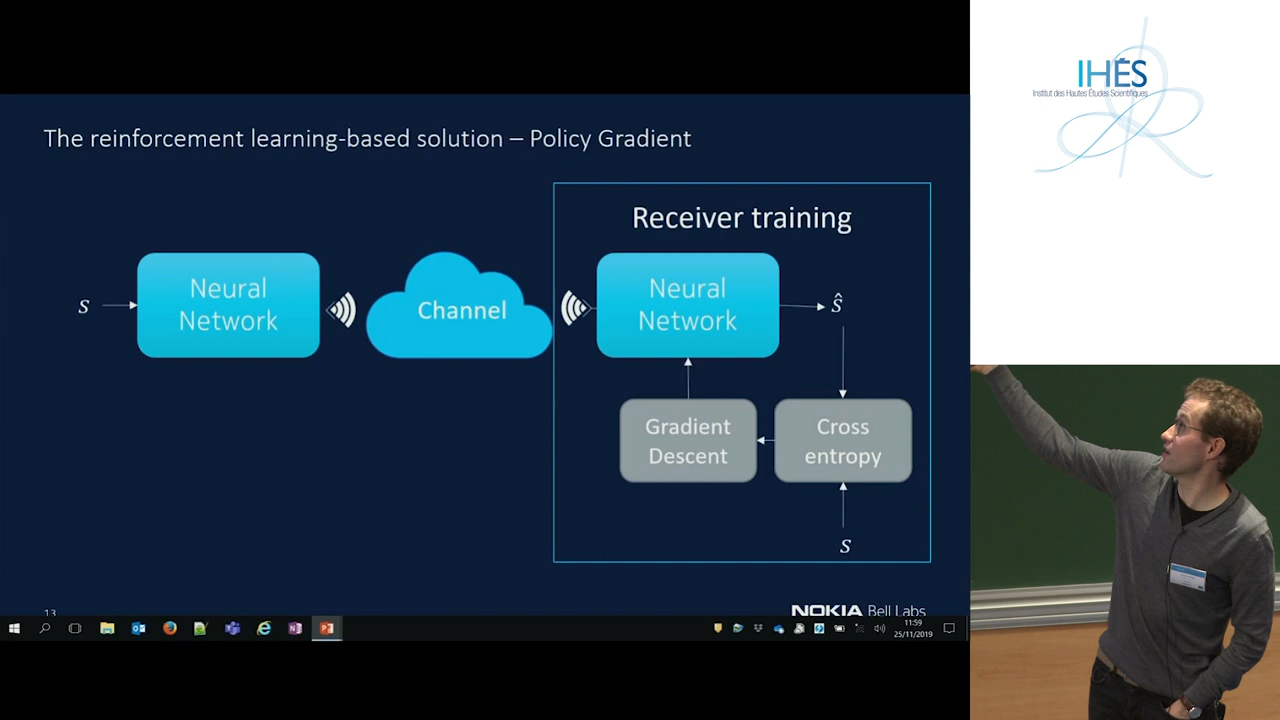 The reinforcement learning-based solution – Policy Gradient
Receiver training
S
Neural
Network
Channel
Neural
Network
Ŝ
Gradient
Descent
Cross
entropy
S
13
NOKIA Bell Labs
11:59
25/11/2019
IHÉS
Institut des Hautes Études Scientifiques